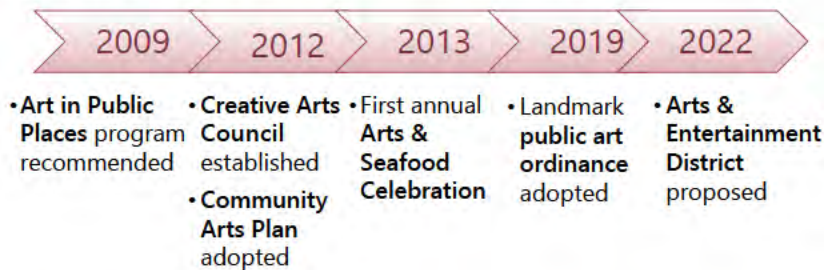 2009
2012
2013
2019
2022
•Art in Public
Places program
recommended
•Creative Arts
Council
established
•Community
Arts Plan
adopted
•First annual
Arts &
Seafood
Celebration
•Landmark
public art
ordinance
adopted
•Arts &
Entertainment
District
proposed